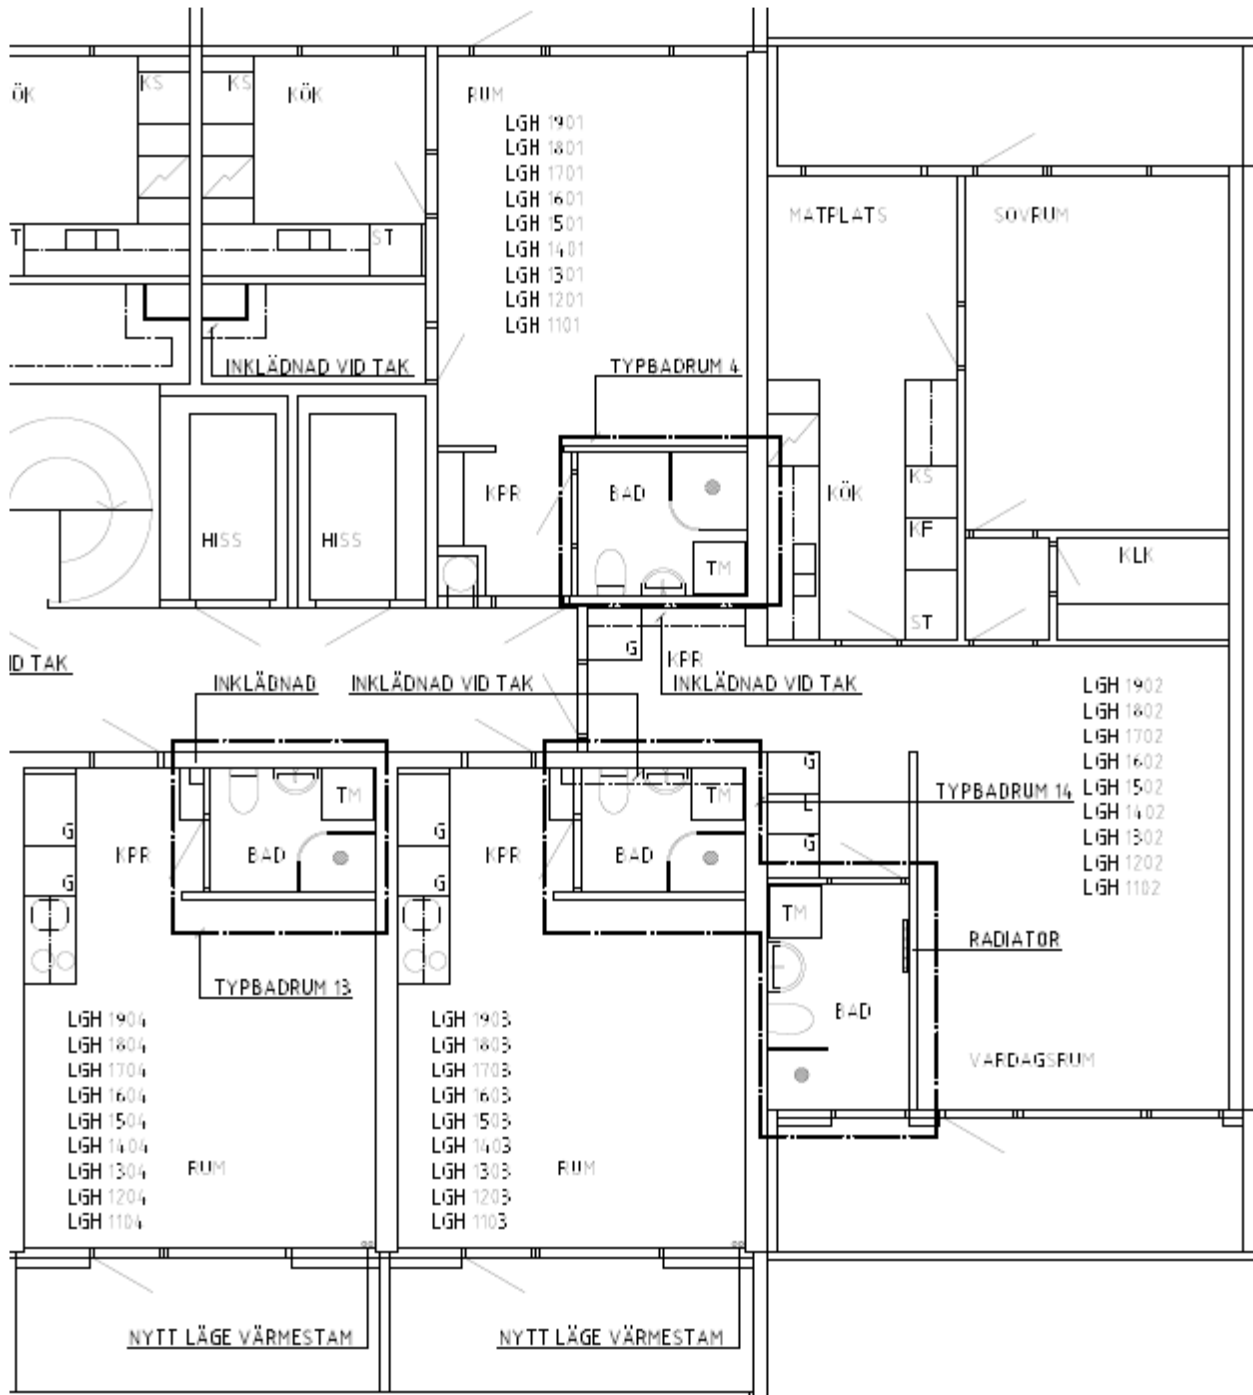 ÖK
KS
KS
KÖK
RUM
LGH 1901
LGH 1801
LGH 1701
LGH 1601
LGH 1501
LGH 1401
LGH 1301
LGH 1201
LGH 1101
MATPLATS
SOVRUM
T
ST
INKLÄDNAD VID TAK
TYPBADRUM 4
KPR
BAD
KÖK
KS
KF
HISS
HISS
TM
KLK
ST
G
KPR
ID TAK
INKLÄDNAD
INKLÄDNAD VID TAK
INKLÄDNAD VID TAK
LGH 1902
LGH 1802
LGH 1702
LGH 1602
LGH 1502
LGH 1402
LGH 1302
LGH 1202
LGH 1102
G
L
G
TYPBADRUM 14
TM
TM
G
KPR
BAD
G
G
KPR
BAD
G
TM
RADIATOR
BAD
VARDAGSRUM
TYPBADRUM 13
LGH 1904
LGH 1804
LGH 1704
LGH 1604
LGH 1504
LGH 1404
LGH 1304
LGH 1204
LGH 1104
RUM
LGH 1903
LGH 1803
LGH 1703
LGH 1603
LGH 1503
LGH 1403
LGH 1303
LGH 1203
LGH 1103
RUM
NYTT LÄGE VÄRMESTAM
NYTT LÄGE VÄRMESTAM